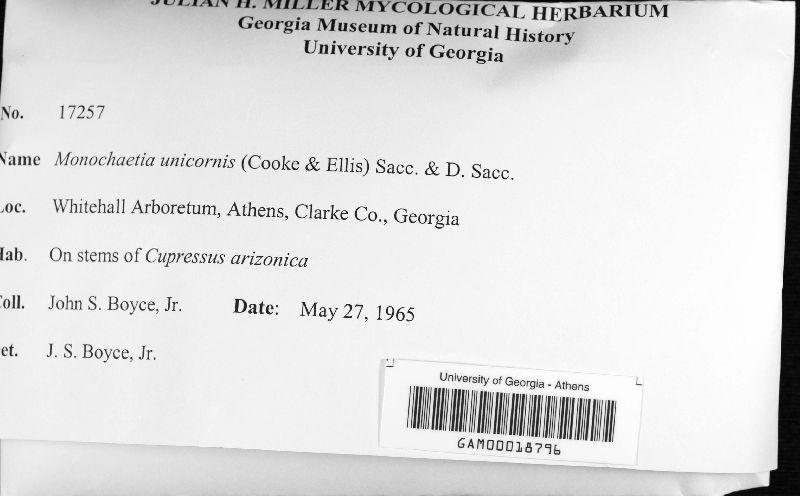 JULIAN H. MILLER MYCOLOGICAL HERBARIUM
Georgia Museum of Natural History
University of Georgia
No. 17257
Name Monochaetia unicornis (Cooke & Ellis) Sacc. & D. Sacc.
Loc. Whitehall Arboretum, Athens, Clarke Co., Georgia
Hab. On stems of Cupressus arizonica
Coll. John S. Boyce, Jr. Date: May 27, 1965
et. J. S. Boyce, Jr.
University of Georgia - Athens
GAM00018796